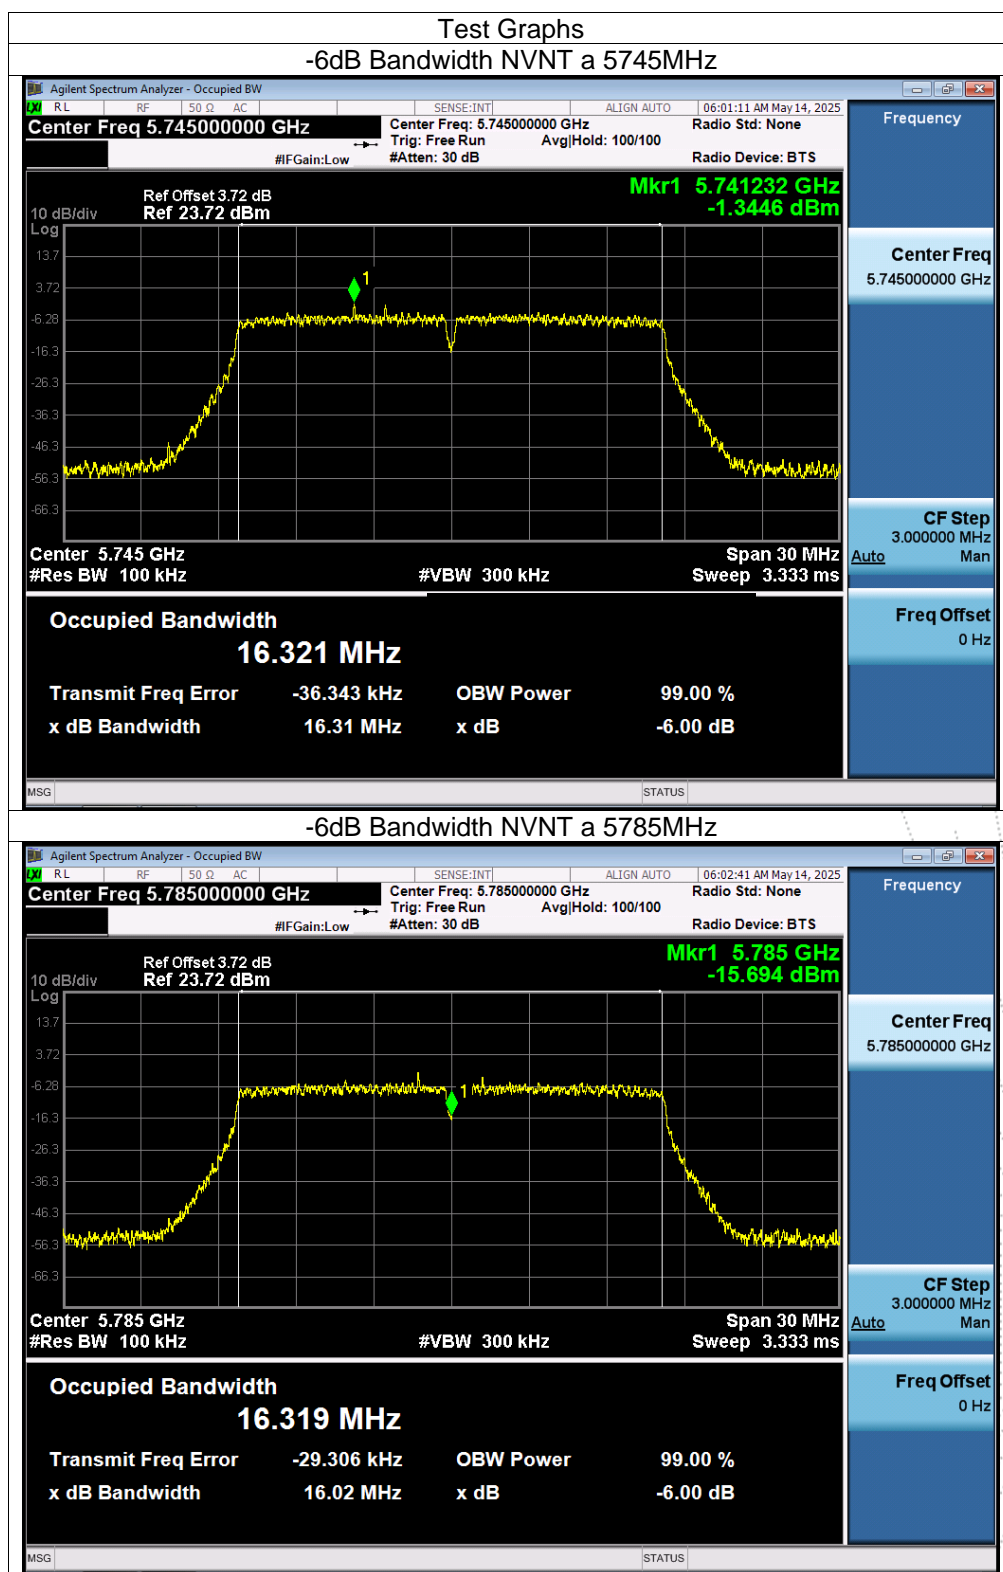 Test Graphs
-6dB Bandwidth NVNT a 5745MHz
Agilent Spectrum Analyzer - Occupied BW
LXI RL RF 50 Ω AC SENSE:INT ALIGN AUTO 06:01:11 AM May 14, 2025
Center Freq 5.745000000 GHz
Center Freq: 5.745000000 GHz
Radio Std: None
Trig: Free Run Avg|Hold: 100/100
#IFGain:Low #Atten: 30 dB Radio Device: BTS
Frequency
Mkr1 5.741232 GHz
-1.3446 dBm
Ref Offset 3.72 dB
10 dB/div Ref 23.72 dBm
Log
13.7
3.72
-6.28
-16.3
-26.3
-36.3
-46.3
-56.3
-66.3
1
Center Freq
5.745000000 GHz
Center 5.745 GHz Span 30 MHz
#Res BW 100 kHz #VBW 300 kHz Sweep 3.333 ms
CF Step
3.000000 MHz
Auto Man
Occupied Bandwidth
16.321 MHz
Transmit Freq Error -36.343 kHz OBW Power 99.00 %
x dB Bandwidth 16.31 MHz x dB -6.00 dB
Freq Offset
0 Hz
MSG STATUS
-6dB Bandwidth NVNT a 5785MHz
Agilent Spectrum Analyzer - Occupied BW
LXI RL RF 50 Ω AC SENSE:INT ALIGN AUTO 06:02:41 AM May 14, 2025
Center Freq 5.785000000 GHz
Center Freq: 5.785000000 GHz
Radio Std: None
Trig: Free Run Avg|Hold: 100/100
#IFGain:Low #Atten: 30 dB Radio Device: BTS
Frequency
Mkr1 5.785 GHz
-15.694 dBm
Ref Offset 3.72 dB
10 dB/div Ref 23.72 dBm
Log
13.7
3.72
-6.28
-16.3
-26.3
-36.3
-46.3
-56.3
-66.3
1
Center Freq
5.785000000 GHz
Center 5.785 GHz Span 30 MHz
#Res BW 100 kHz #VBW 300 kHz Sweep 3.333 ms
CF Step
3.000000 MHz
Auto Man
Occupied Bandwidth
16.319 MHz
Transmit Freq Error -29.306 kHz OBW Power 99.00 %
x dB Bandwidth 16.02 MHz x dB -6.00 dB
Freq Offset
0 Hz
MSG STATUS